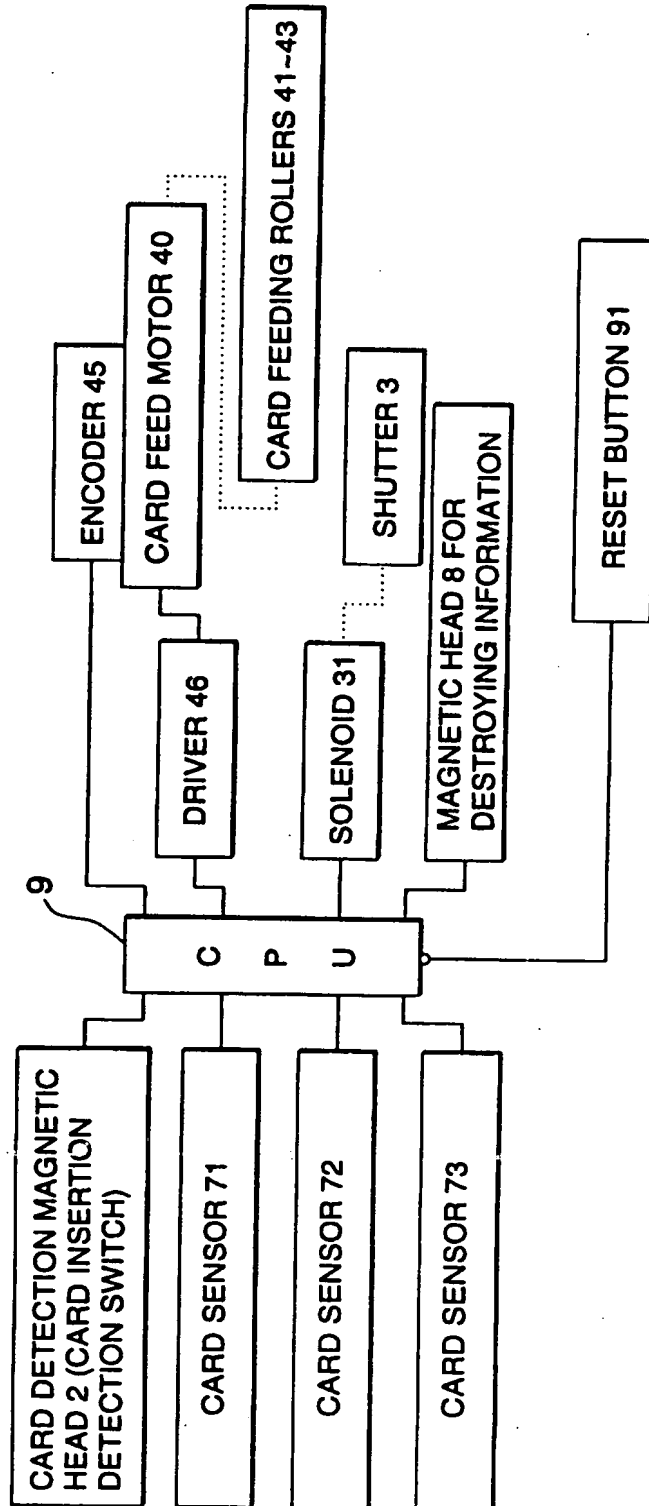 CARD DETECTION MAGNETIC
HEAD 2 (CARD INSERTION
DETECTION SWITCH)
CARD SENSOR 71
CARD SENSOR 72
CARD SENSOR 73
9
C P U
ENCODER 45
CARD FEED MOTOR 40
DRIVER 46
CARD FEEDING ROLLERS 41~43
SOLENOID 31
SHUTTER 3
MAGNETIC HEAD 8 FOR
DESTROYING INFORMATION
RESET BUTTON 91